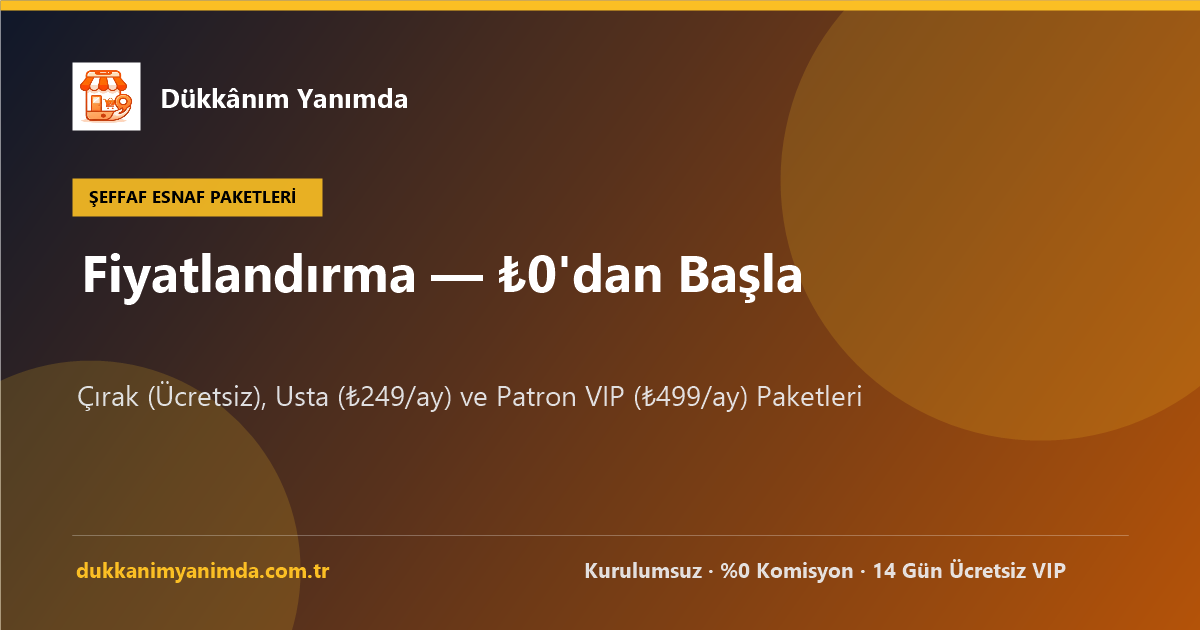 Dükkânım Yanımda
ŞEFFAF ESNAF PAKETLERİ
Fiyatlandırma — ₺0'dan Başla
Çırak (Ücretsiz), Usta (₺249/ay) ve Patron VIP (₺499/ay) Paketleri
dukkanimyanimda.com.tr
Kurulumsuz · %0 Komisyon · 14 Gün Ücretsiz VIP